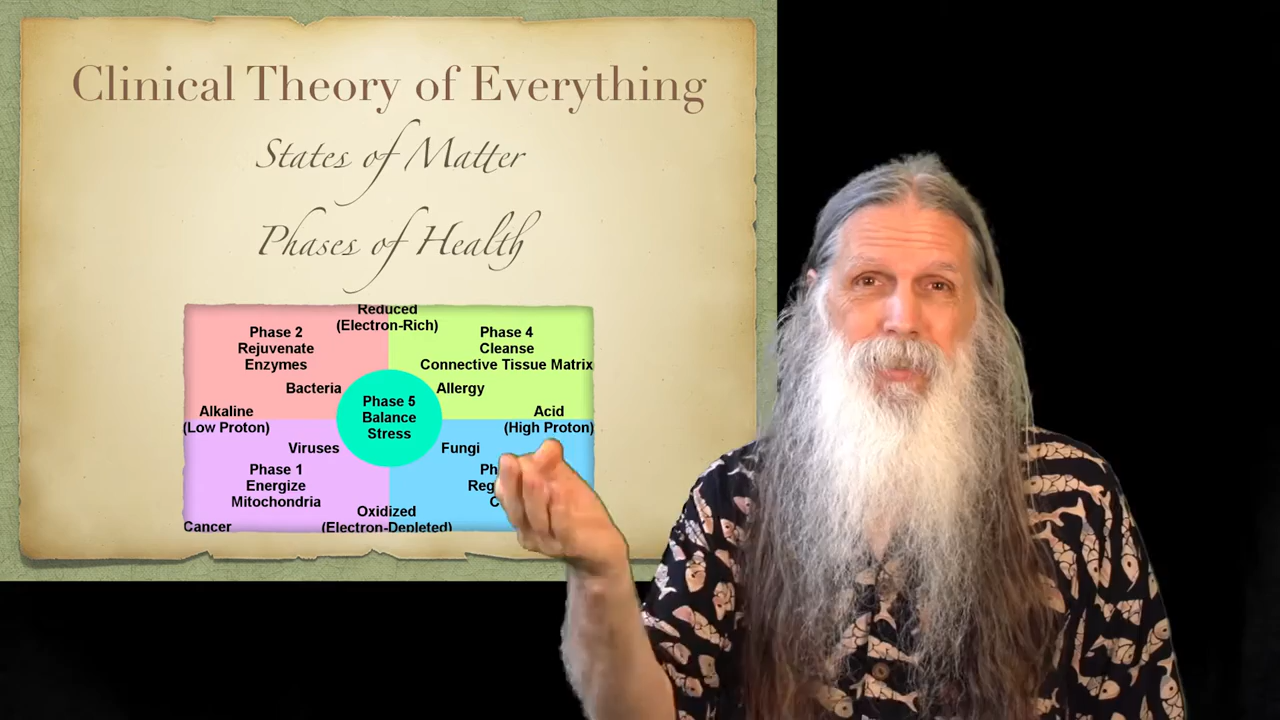 Clinical Theory of Everything
States of Matter
Phases of Health
Reduced
(Electron-Rich)
Phase 2
Rejuvenate
Enzymes
Phase 4
Cleanse
Connective Tissue Matrix
Bacteria
Allergy
Phase 5
Balance
Stress
Alkaline
(Low Proton)
Acid
(High Proton)
Viruses
Fungi
Phase 1
Energize
Mitochondria
Oxidized
(Electron-Depleted)
Cancer